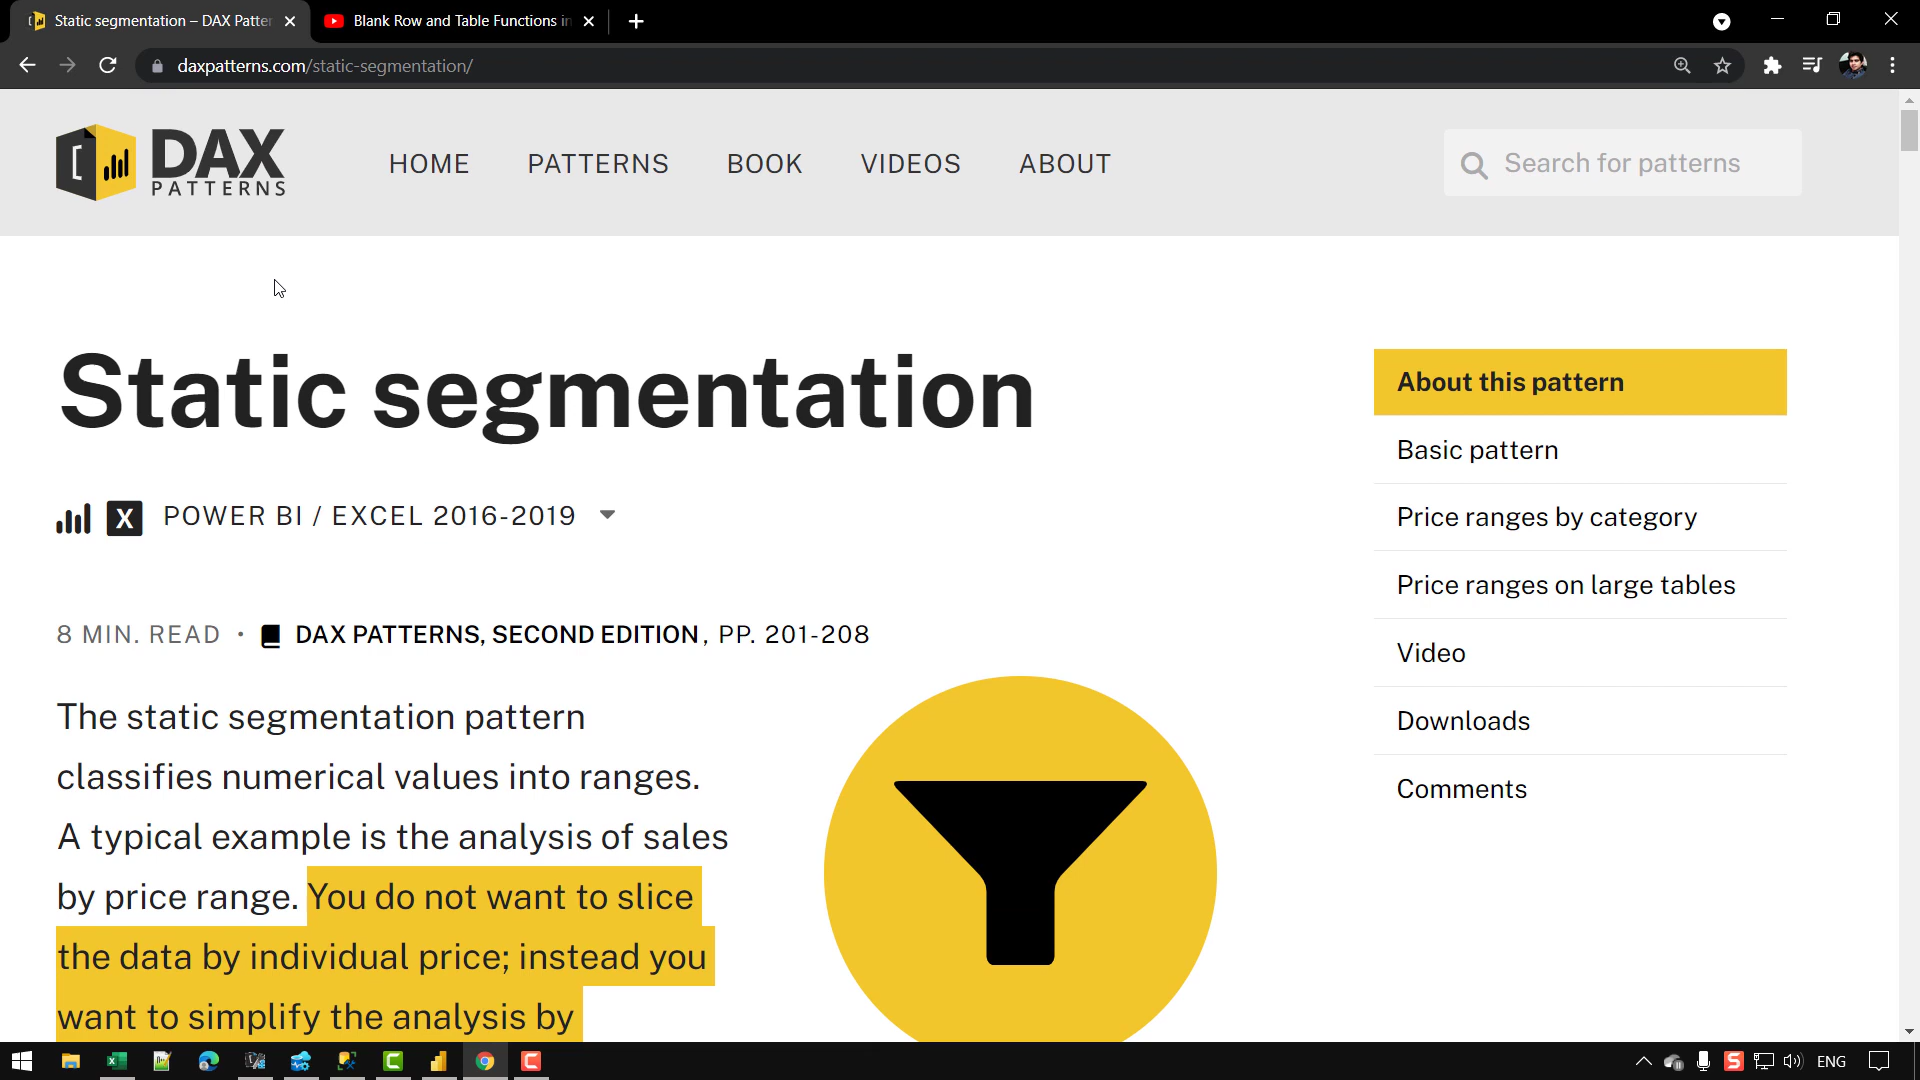 Static segmentation – DAX Patter
Blank Row and Table Functions in
daxpatterns.com/static-segmentation/
DAX
PATTERNS
HOME
PATTERNS
BOOK
VIDEOS
ABOUT
Search for patterns
Static segmentation
X
POWER BI / EXCEL 2016-2019
8 MIN. READ • DAX PATTERNS, SECOND EDITION, PP. 201-208
The static segmentation pattern
classifies numerical values into ranges.
A typical example is the analysis of sales
by price range. You do not want to slice
the data by individual price; instead you
want to simplify the analysis by
About this pattern
Basic pattern
Price ranges by category
Price ranges on large tables
Video
Downloads
Comments
ENG